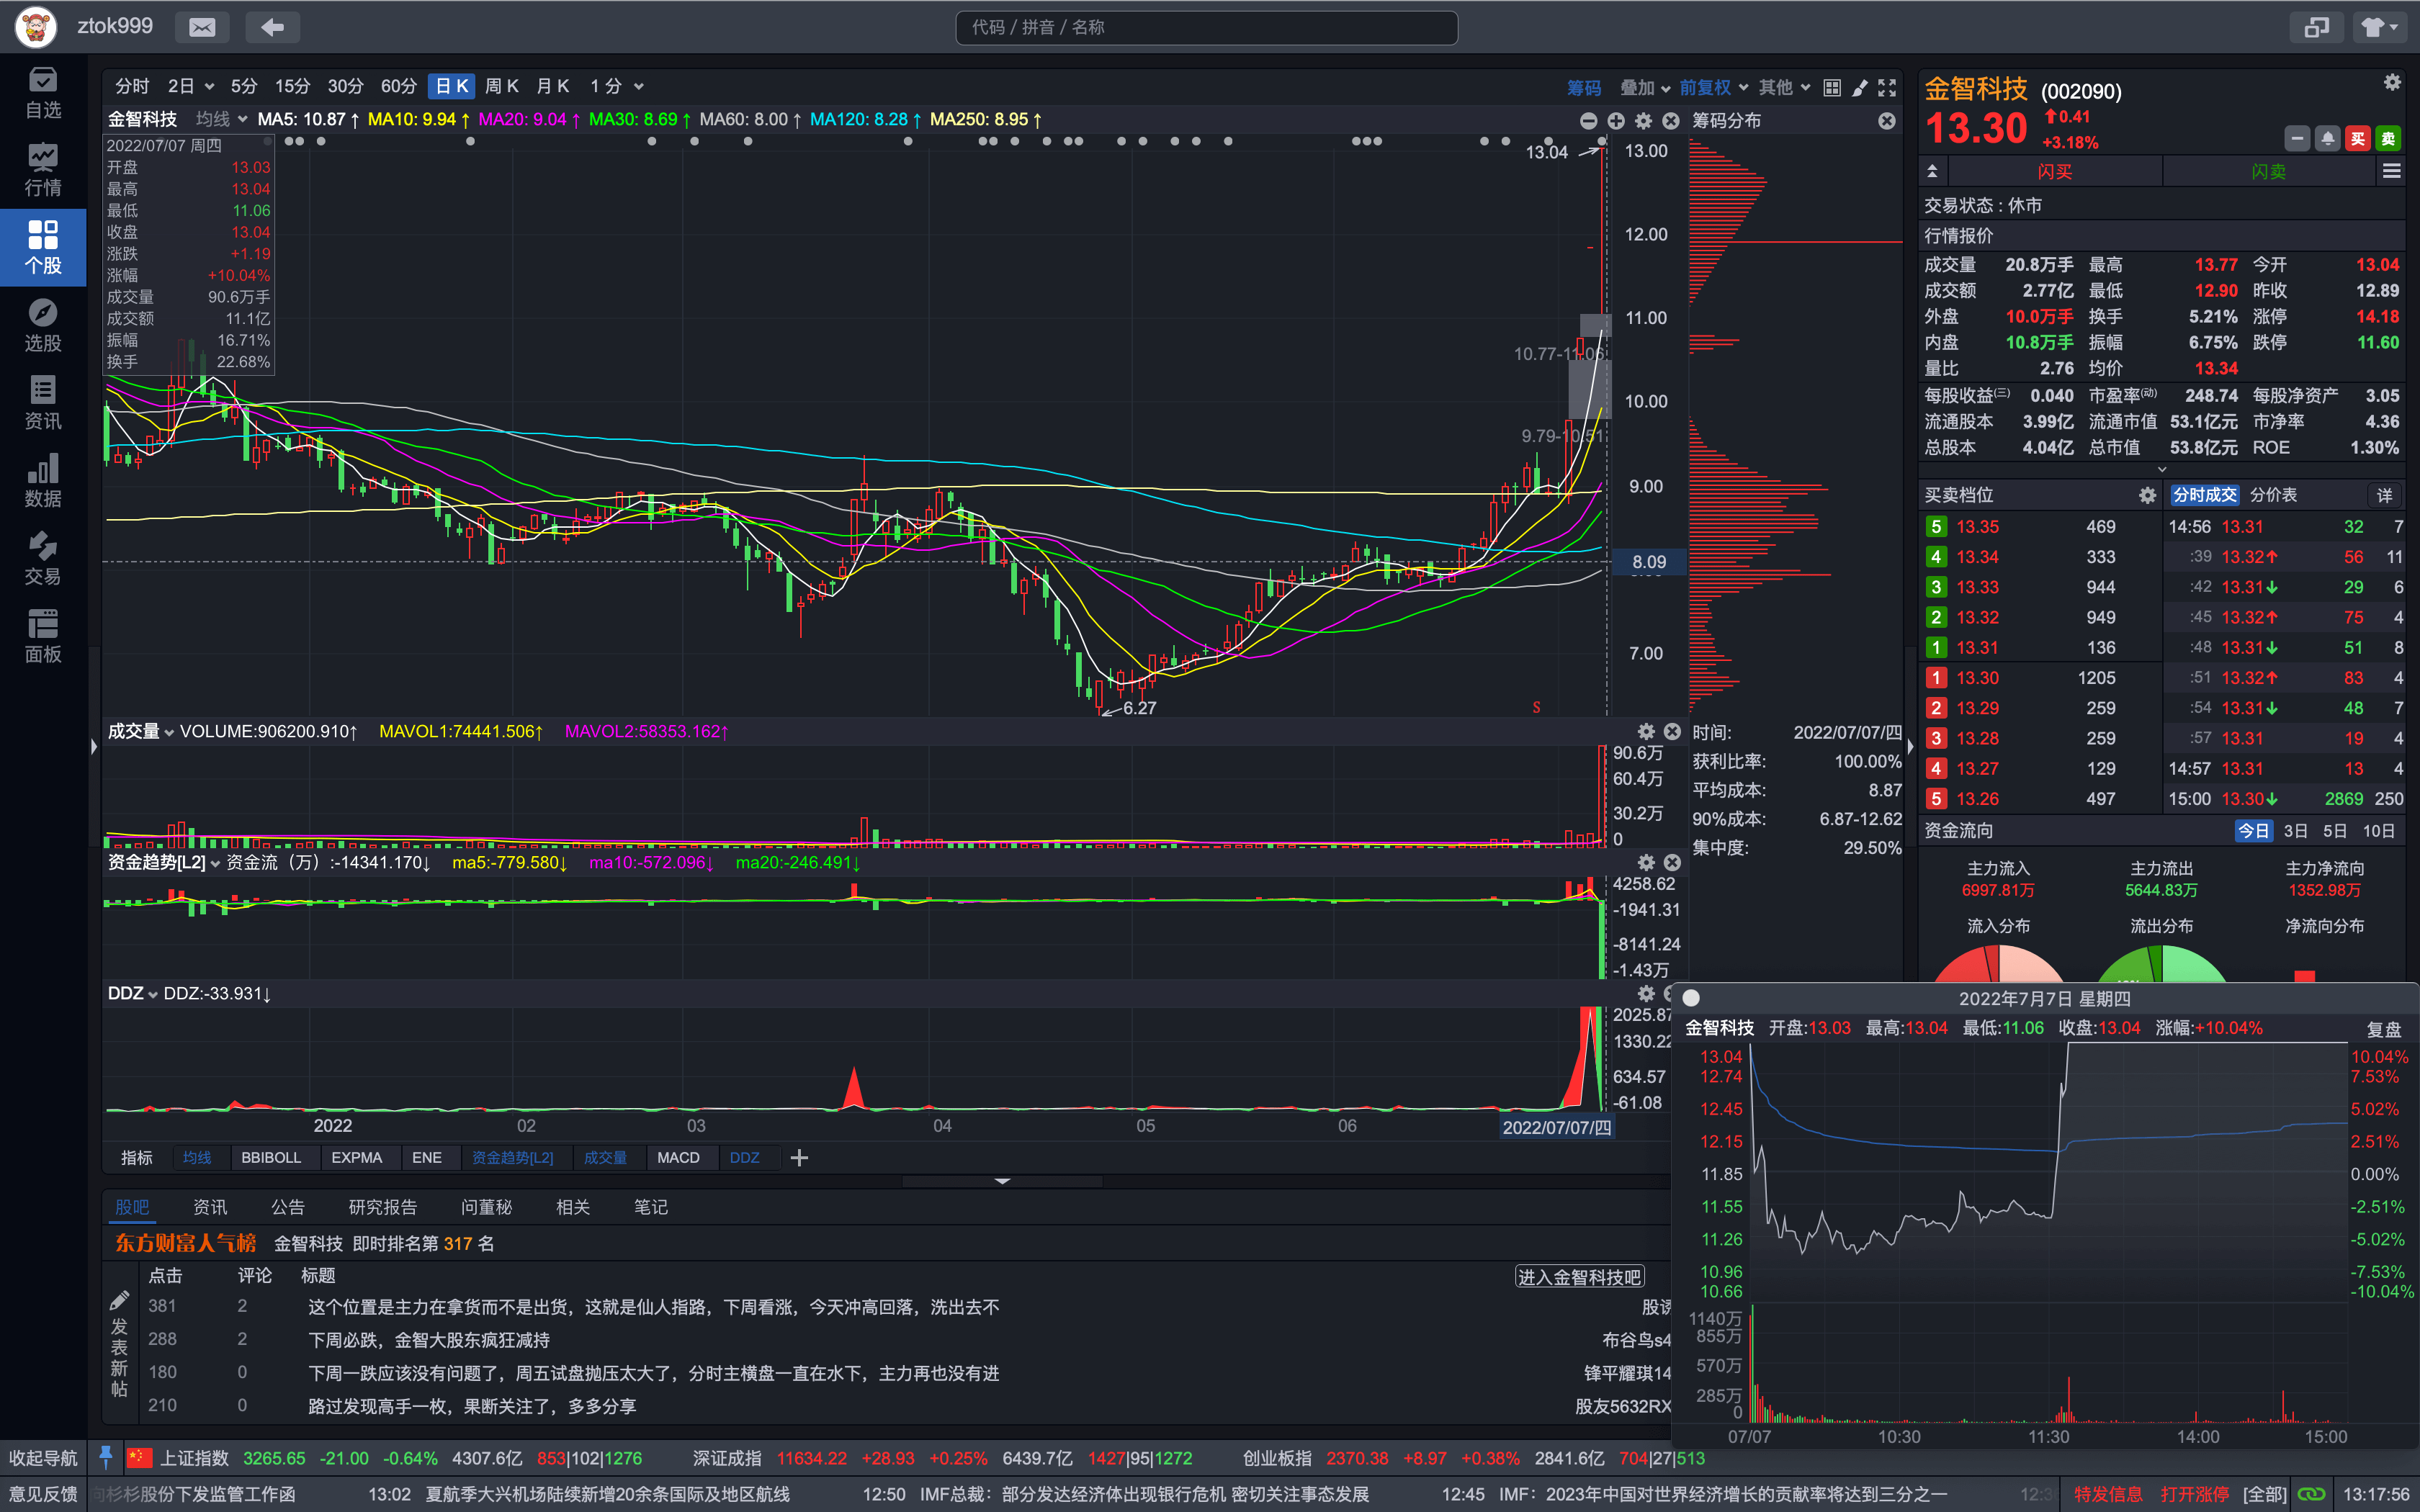 ztok999
代码 / 拼音 / 名称
自选
行情
个股
选股
资讯
数据
交易
面板
分时 2日 5分 15分 30分 60分 日K 周K 月K 1分 筹码 叠加 前复权 其他
金智科技 均线 MA5: 10.87↑ MA10: 9.94↑ MA20: 9.04↑ MA30: 8.69↑ MA60: 8.00↑ MA120: 8.28↑ MA250: 8.95↑
筹码分布
2022/07/07 周四
开盘 13.03
最高 13.04
最低 11.06
收盘 13.04
涨跌 +1.19
涨幅 +10.04%
成交量 90.6万手
成交额 11.1亿
振幅 16.71%
换手 22.68%
13.04
10.77-11.06
9.79-10.51
6.27
S
13.00
12.00
11.00
10.00
9.00
8.09
7.00
成交量 VOLUME:906200.910↑ MAVOL1:74441.506↑ MAVOL2:58353.162↑
90.6万
60.4万
30.2万
0
时间: 2022/07/07/四
获利比率: 100.00%
平均成本: 8.87
90%成本: 6.87-12.62
集中度: 29.50%
资金趋势[L2] 资金流（万）:-14341.170↓ ma5:-779.580↓ ma10:-572.096↓ ma20:-246.491↓
4258.62
-1941.31
-8141.24
-1.43万
DDZ DDZ:-33.931↓
2025.87
1330.22
634.57
-61.08
2022 02 03 04 05 06 2022/07/07/四
指标 均线 BBIBOLL EXPMA ENE 资金趋势[L2] 成交量 MACD DDZ
股吧 资讯 公告 研究报告 问董秘 相关 笔记
东方财富人气榜 金智科技 即时排名第 317 名
点击 评论 标题 进入金智科技吧
发表新帖
381 2 这个位置是主力在拿货而不是出货，这就是仙人指路，下周看涨，今天冲高回落，洗出去不
288 2 下周必跌，金智大股东疯狂减持 布谷鸟s4
180 0 下周一跌应该没有问题了，周五试盘抛压太大了，分时主横盘一直在水下，主力再也没有进 锋平耀琪14
210 0 路过发现高手一枚，果断关注了，多多分享 股友5632RX
金智科技 (002090)
13.30 0.41
+3.18%
买 卖
闪买 闪卖
交易状态 : 休市
行情报价
成交量 20.8万手 最高 13.77 今开 13.04
成交额 2.77亿 最低 12.90 昨收 12.89
外盘 10.0万手 换手 5.21% 涨停 14.18
内盘 10.8万手 振幅 6.75% 跌停 11.60
量比 2.76 均价 13.34
每股收益(三) 0.040 市盈率(动) 248.74 每股净资产 3.05
流通股本 3.99亿 流通市值 53.1亿元 市净率 4.36
总股本 4.04亿 总市值 53.8亿元 ROE 1.30%
买卖档位 分时成交 分价表 详
5 13.35 469 14:56 13.31 32 7
4 13.34 333 :39 13.32↑ 56 11
3 13.33 944 :42 13.31↓ 29 6
2 13.32 949 :45 13.32↑ 75 4
1 13.31 136 :48 13.31↓ 51 8
1 13.30 1205 :51 13.32↑ 83 4
2 13.29 259 :54 13.31↓ 48 7
3 13.28 259 :57 13.31 19 4
4 13.27 129 14:57 13.31 13 4
5 13.26 497 15:00 13.30↓ 2869 250
资金流向 今日 3日 5日 10日
主力流入 主力流出 主力净流向
6997.81万 5644.83万 1352.98万
流入分布 流出分布 净流向分布
2022年7月7日 星期四
金智科技 开盘:13.03 最高:13.04 最低:11.06 收盘:13.04 涨幅:+10.04% 复盘
13.04 10.04%
12.74 7.53%
12.45 5.02%
12.15 2.51%
11.85 0.00%
11.55 -2.51%
11.26 -5.02%
10.96 -7.53%
10.66 -10.04%
1140万
855万
570万
285万
0
07/07 10:30 11:30 14:00 15:00
收起导航 上证指数 3265.65 -21.00 -0.64% 4307.6亿 853|102|1276 深证成指 11634.22 +28.93 +0.25% 6439.7亿 1427|95|1272 创业板指 2370.38 +8.97 +0.38% 2841.6亿 704|27|513
意见反馈 向杉杉股份下发监管工作函 13:02 夏航季大兴机场陆续新增20余条国际及地区航线 12:50 IMF总裁：部分发达经济体出现银行危机 密切关注事态发展 12:45 IMF：2023年中国对世界经济增长的贡献率将达到三分之一 特发信息 打开涨停 [全部] 13:17:56